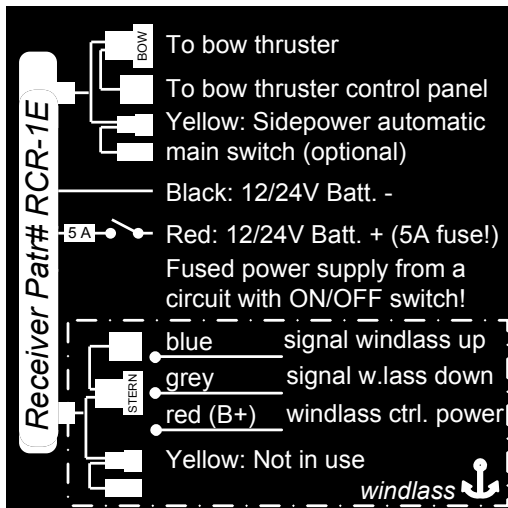 BOW
To bow thruster
To bow thruster control panel
Yellow: Sidepower automatic
main switch (optional)
Receiver Patr# RCR-1E
Black: 12/24V Batt. -
5 A
Red: 12/24V Batt. + (5A fuse!)
Fused power supply from a
circuit with ON/OFF switch!
blue signal windlass up
STERN
grey signal w.lass down
red (B+) windlass ctrl. power
Yellow: Not in use
windlass